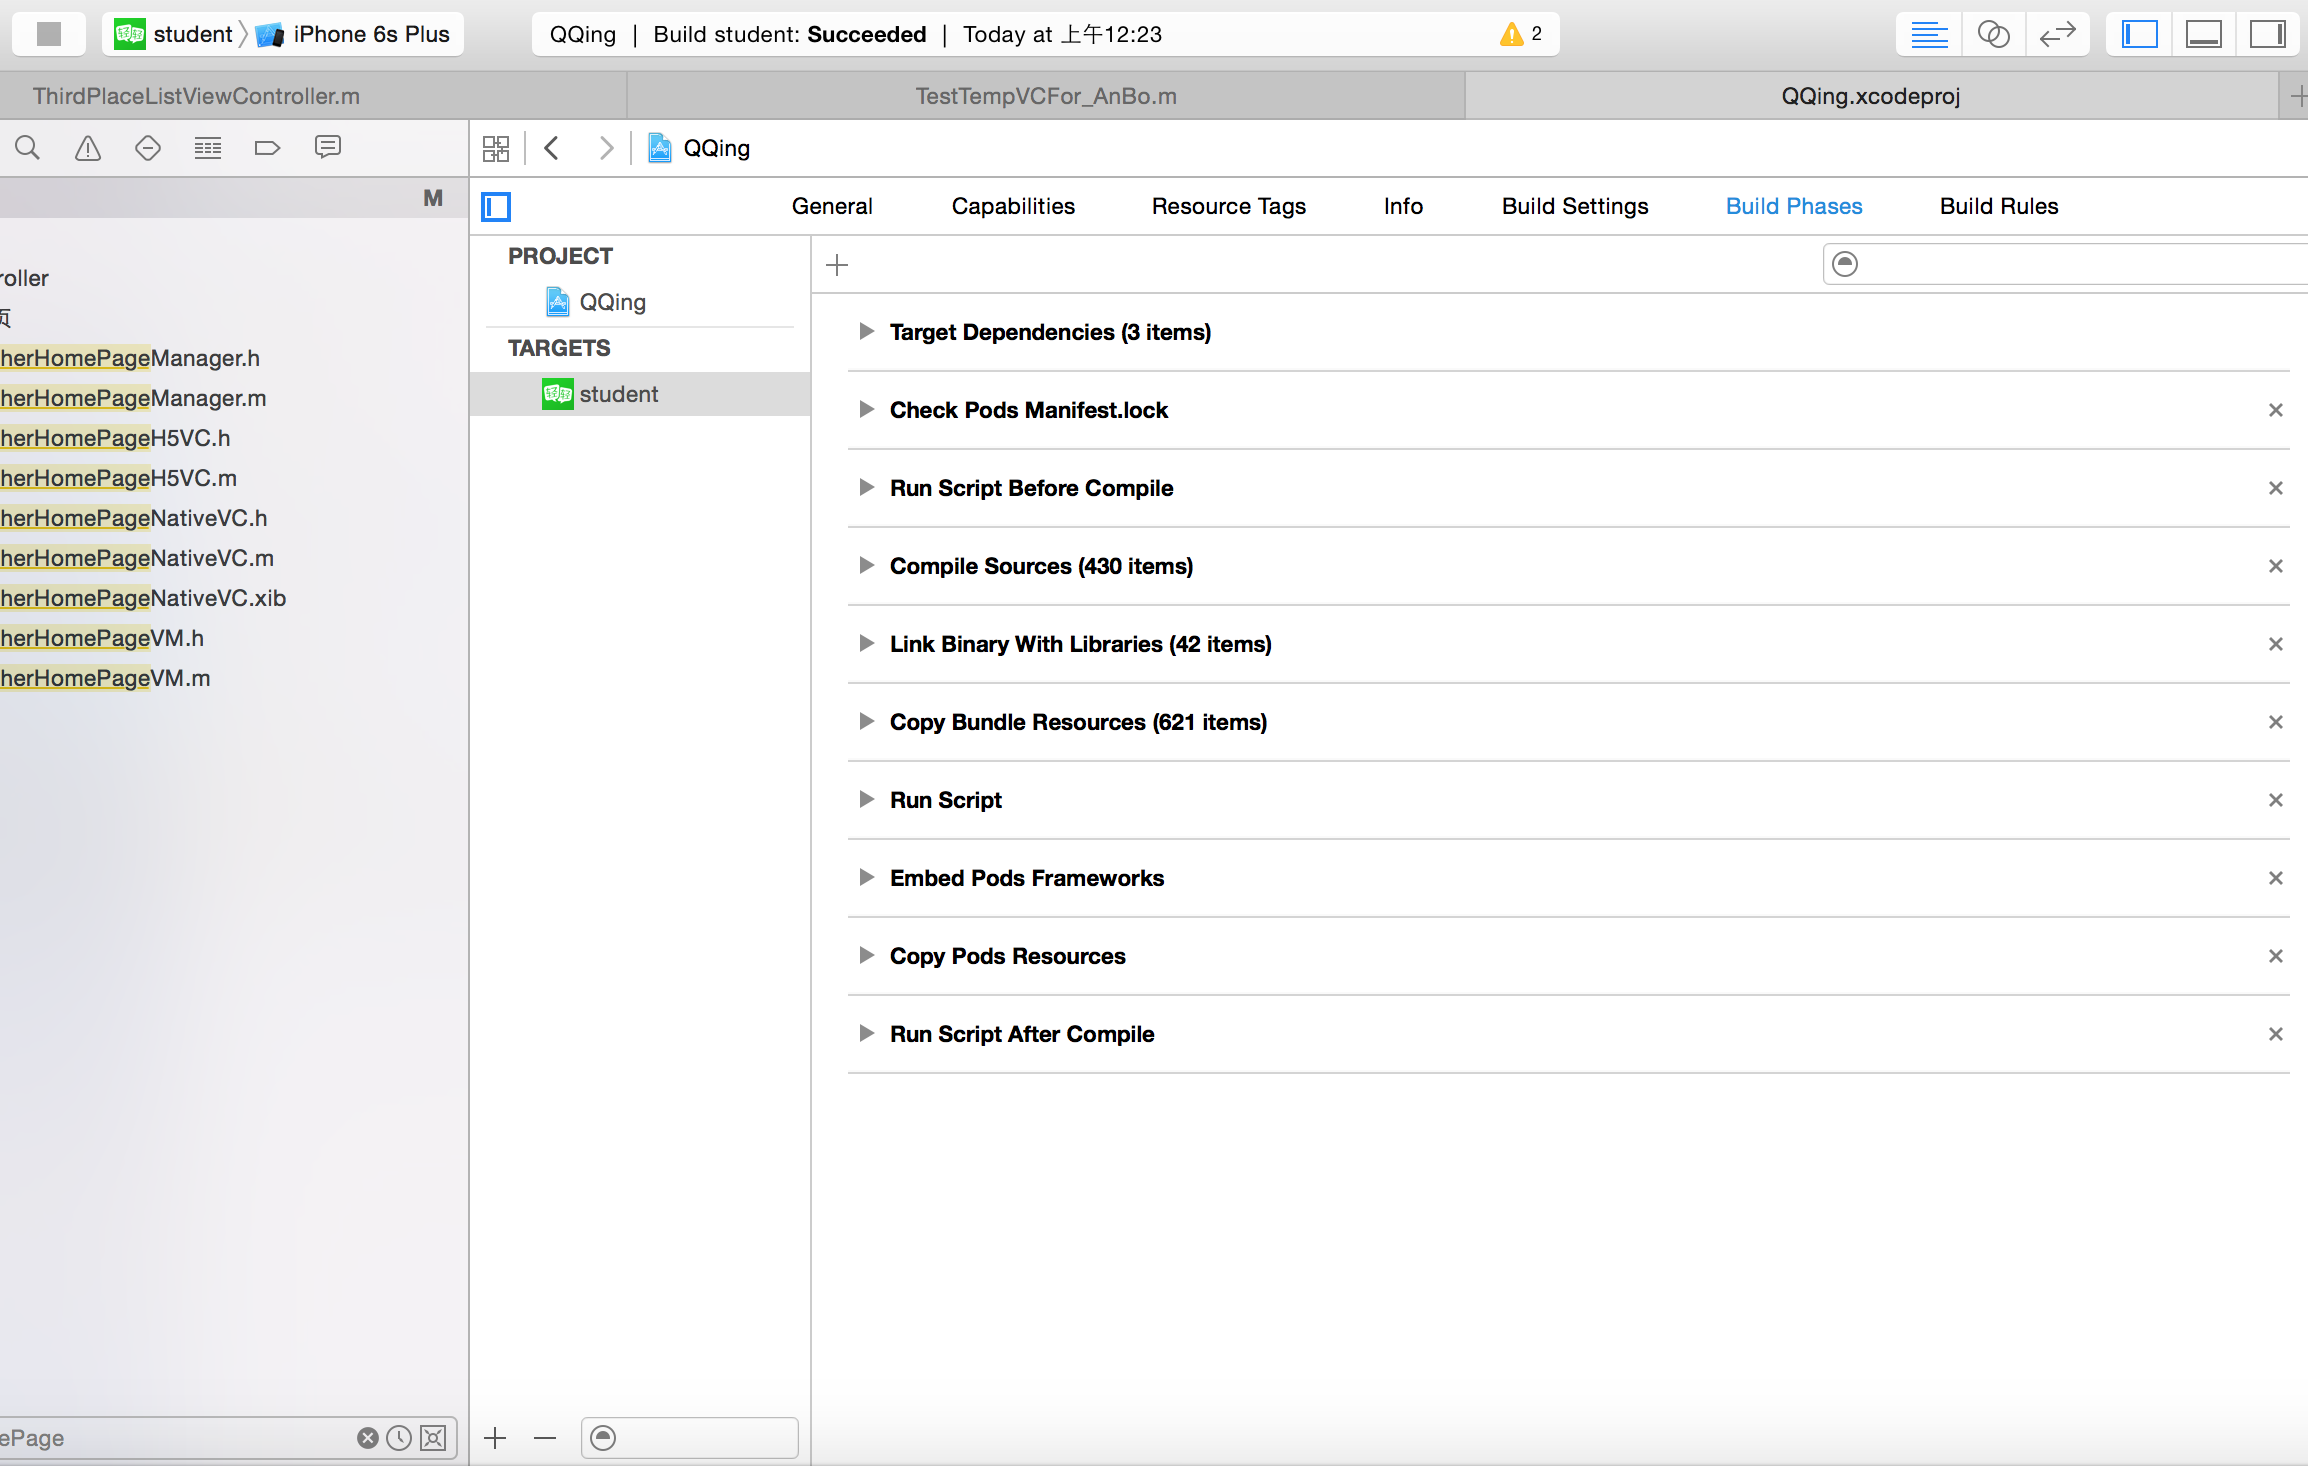 student iPhone 6s Plus QQing | Build student: Succeeded | Today at 上午12:23 2
ThirdPlaceListViewController.m TestTempVCFor_AnBo.m QQing.xcodeproj
QQing
M
General Capabilities Resource Tags Info Build Settings Build Phases Build Rules
roller
页
herHomePageManager.h
herHomePageManager.m
herHomePageH5VC.h
herHomePageH5VC.m
herHomePageNativeVC.h
herHomePageNativeVC.m
herHomePageNativeVC.xib
herHomePageVM.h
herHomePageVM.m
ePage
PROJECT
QQing
TARGETS
轻轻 student
Target Dependencies (3 items)
Check Pods Manifest.lock
Run Script Before Compile
Compile Sources (430 items)
Link Binary With Libraries (42 items)
Copy Bundle Resources (621 items)
Run Script
Embed Pods Frameworks
Copy Pods Resources
Run Script After Compile